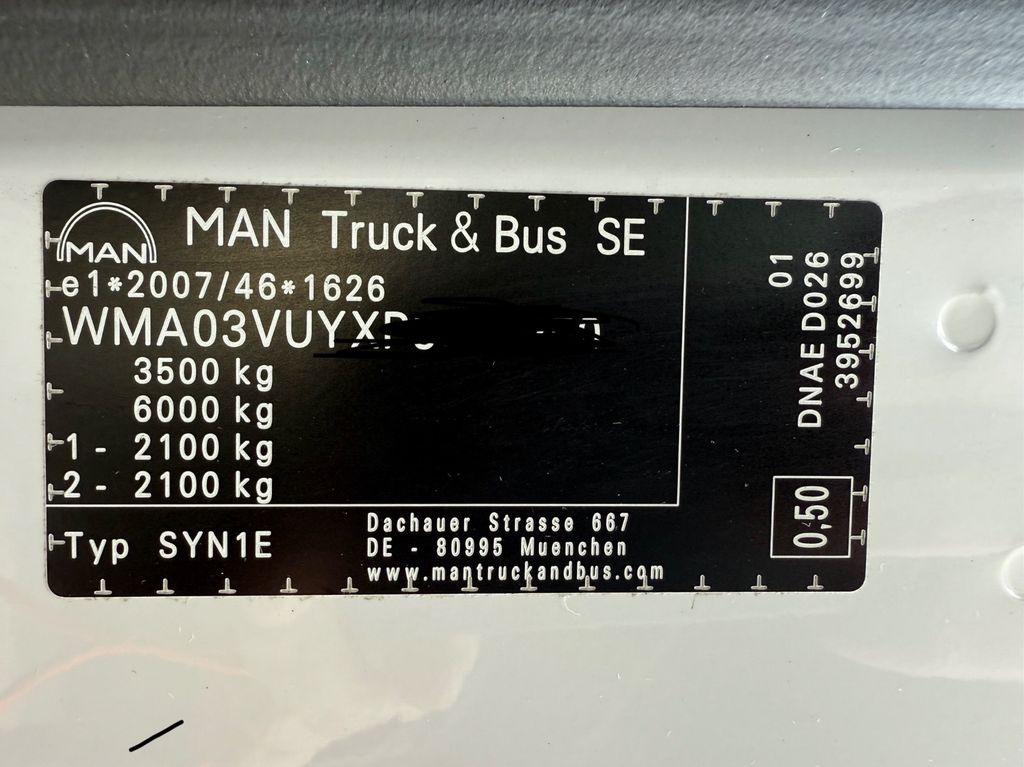 MAN
MAN Truck & Bus SE
e1*2007/46*1626
WMA03VUYX
3500 kg
6000 kg
1 - 2100 kg
2 - 2100 kg
Typ SYN1E
Dachauer Strasse 667
DE - 80995 Muenchen
www.mantruckandbus.com
01
DNAE D026
3952699
0,50